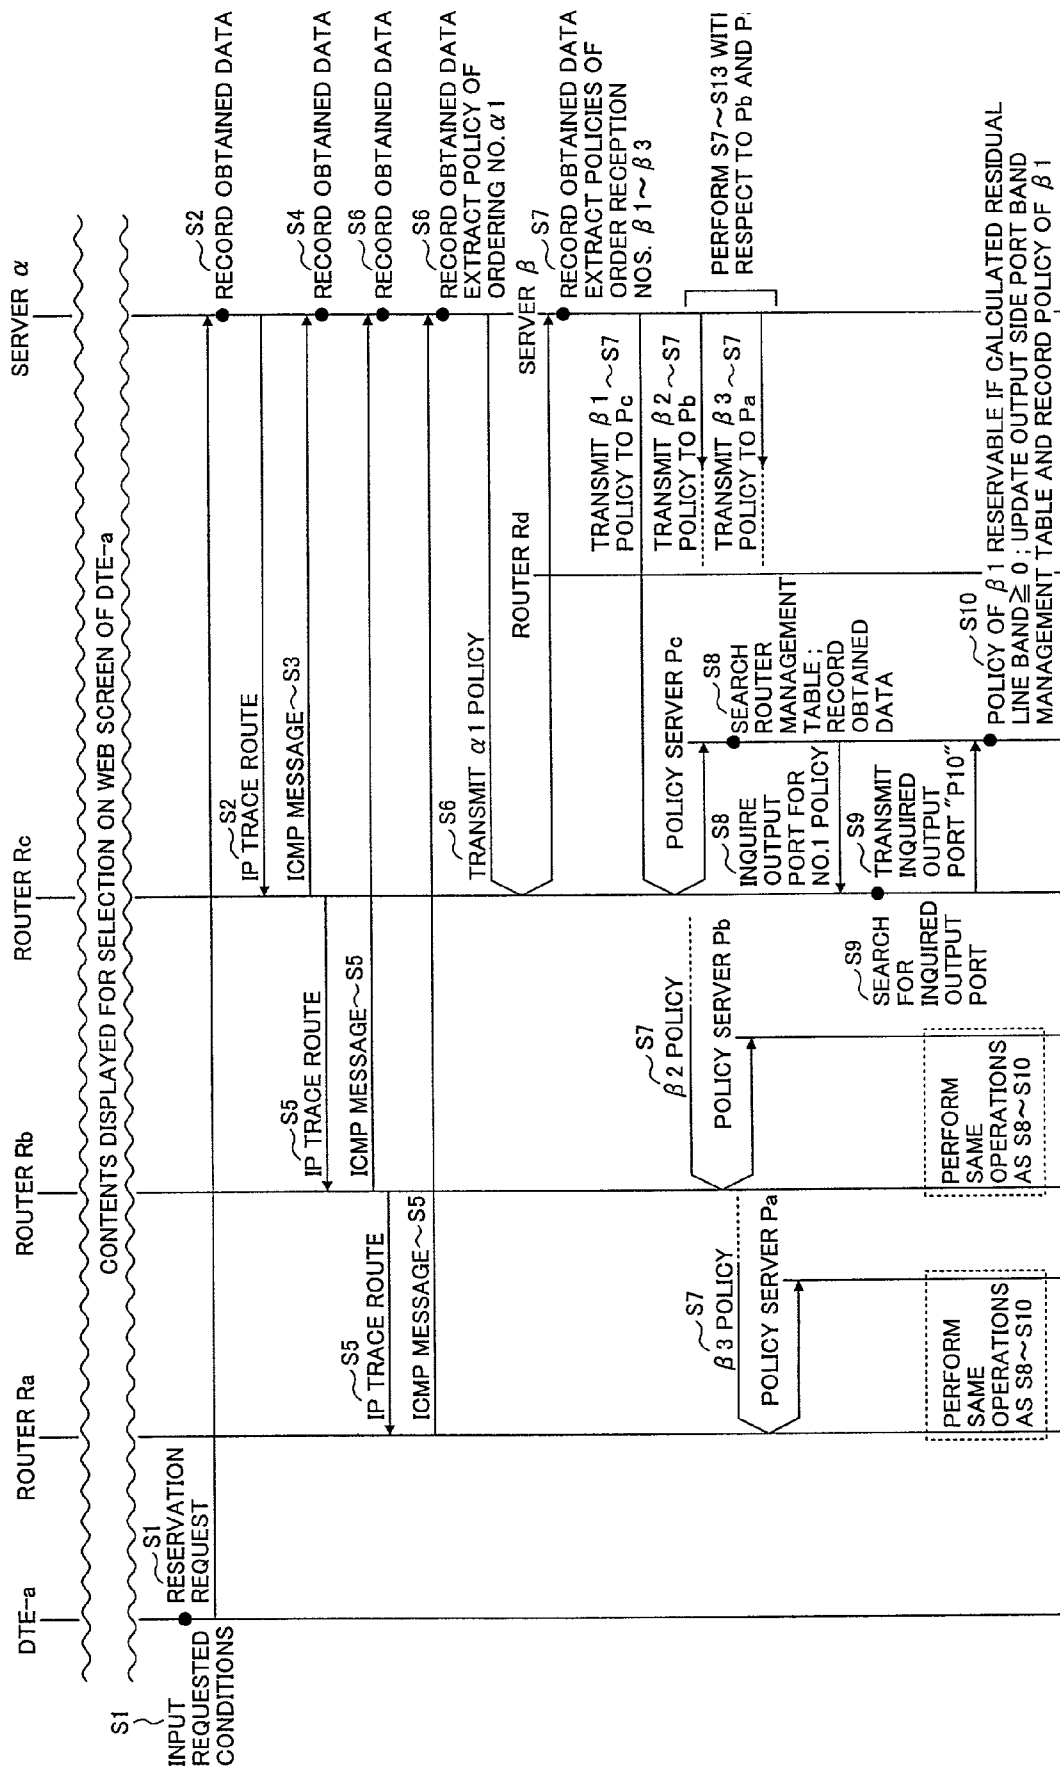 DTE-a
ROUTER Ra
ROUTER Rb
ROUTER Rc
SERVER α
CONTENTS DISPLAYED FOR SELECTION ON WEB SCREEN OF DTE-a
S1
INPUT
REQUESTED
CONDITIONS
S1
RESERVATION
REQUEST
S2
RECORD OBTAINED DATA
S2
IP TRACE ROUTE
ICMP MESSAGE~S3
S4
RECORD OBTAINED DATA
S5
IP TRACE ROUTE
ICMP MESSAGE~S5
S6
RECORD OBTAINED DATA
S5
IP TRACE ROUTE
ICMP MESSAGE~S5
S6
RECORD OBTAINED DATA
EXTRACT POLICY OF
ORDERING NO. α1
S6
TRANSMIT α1 POLICY
ROUTER Rd
SERVER β
S7
RECORD OBTAINED DATA
EXTRACT POLICIES OF
ORDER RECEPTION
NOS. β1~β3
TRANSMIT β1~S7
POLICY TO Pc
TRANSMIT β2~S7
POLICY TO Pb
TRANSMIT β3~S7
POLICY TO Pa
PERFORM S7~S13 WITH
RESPECT TO Pb AND P
POLICY SERVER Pc
S7
β2 POLICY
POLICY SERVER Pb
S7
β3 POLICY
POLICY SERVER Pa
S8
SEARCH
ROUTER
MANAGEMENT
TABLE;
RECORD
OBTAINED
DATA
S8
INQUIRE
OUTPUT
PORT FOR
NO.1 POLICY
S9
TRANSMIT
INQUIRED
OUTPUT
PORT "P10"
S9
SEARCH
FOR
INQUIRED
OUTPUT
PORT
PERFORM
SAME
OPERATIONS
AS S8~S10
PERFORM
SAME
OPERATIONS
AS S8~S10
S10
POLICY OF β1 RESERVABLE IF CALCULATED RESIDUAL
LINE BAND≧0; UPDATE OUTPUT SIDE PORT BAND
MANAGEMENT TABLE AND RECORD POLICY OF β1